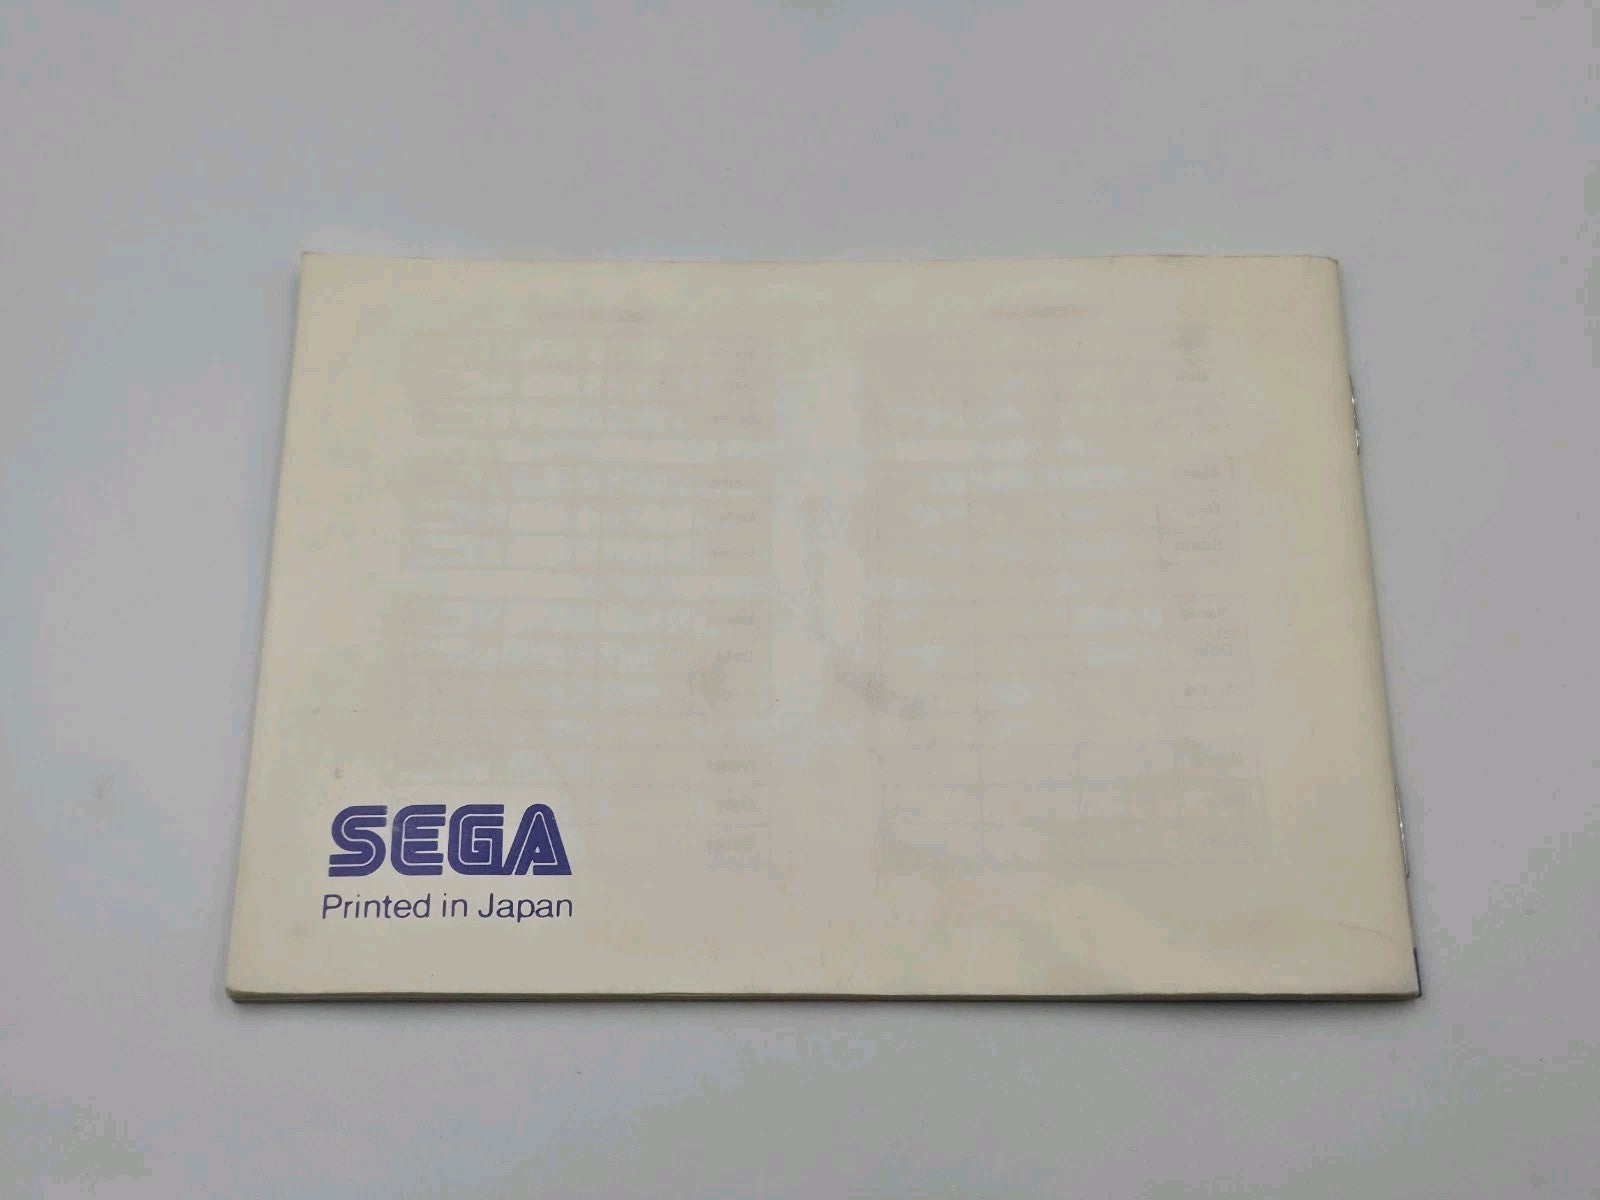 SEGA
Printed in Japan